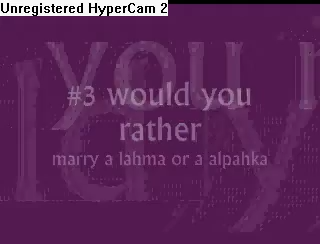 Unregistered HyperCam 2
#3 would you
rather
marry a lahma or a alpahka